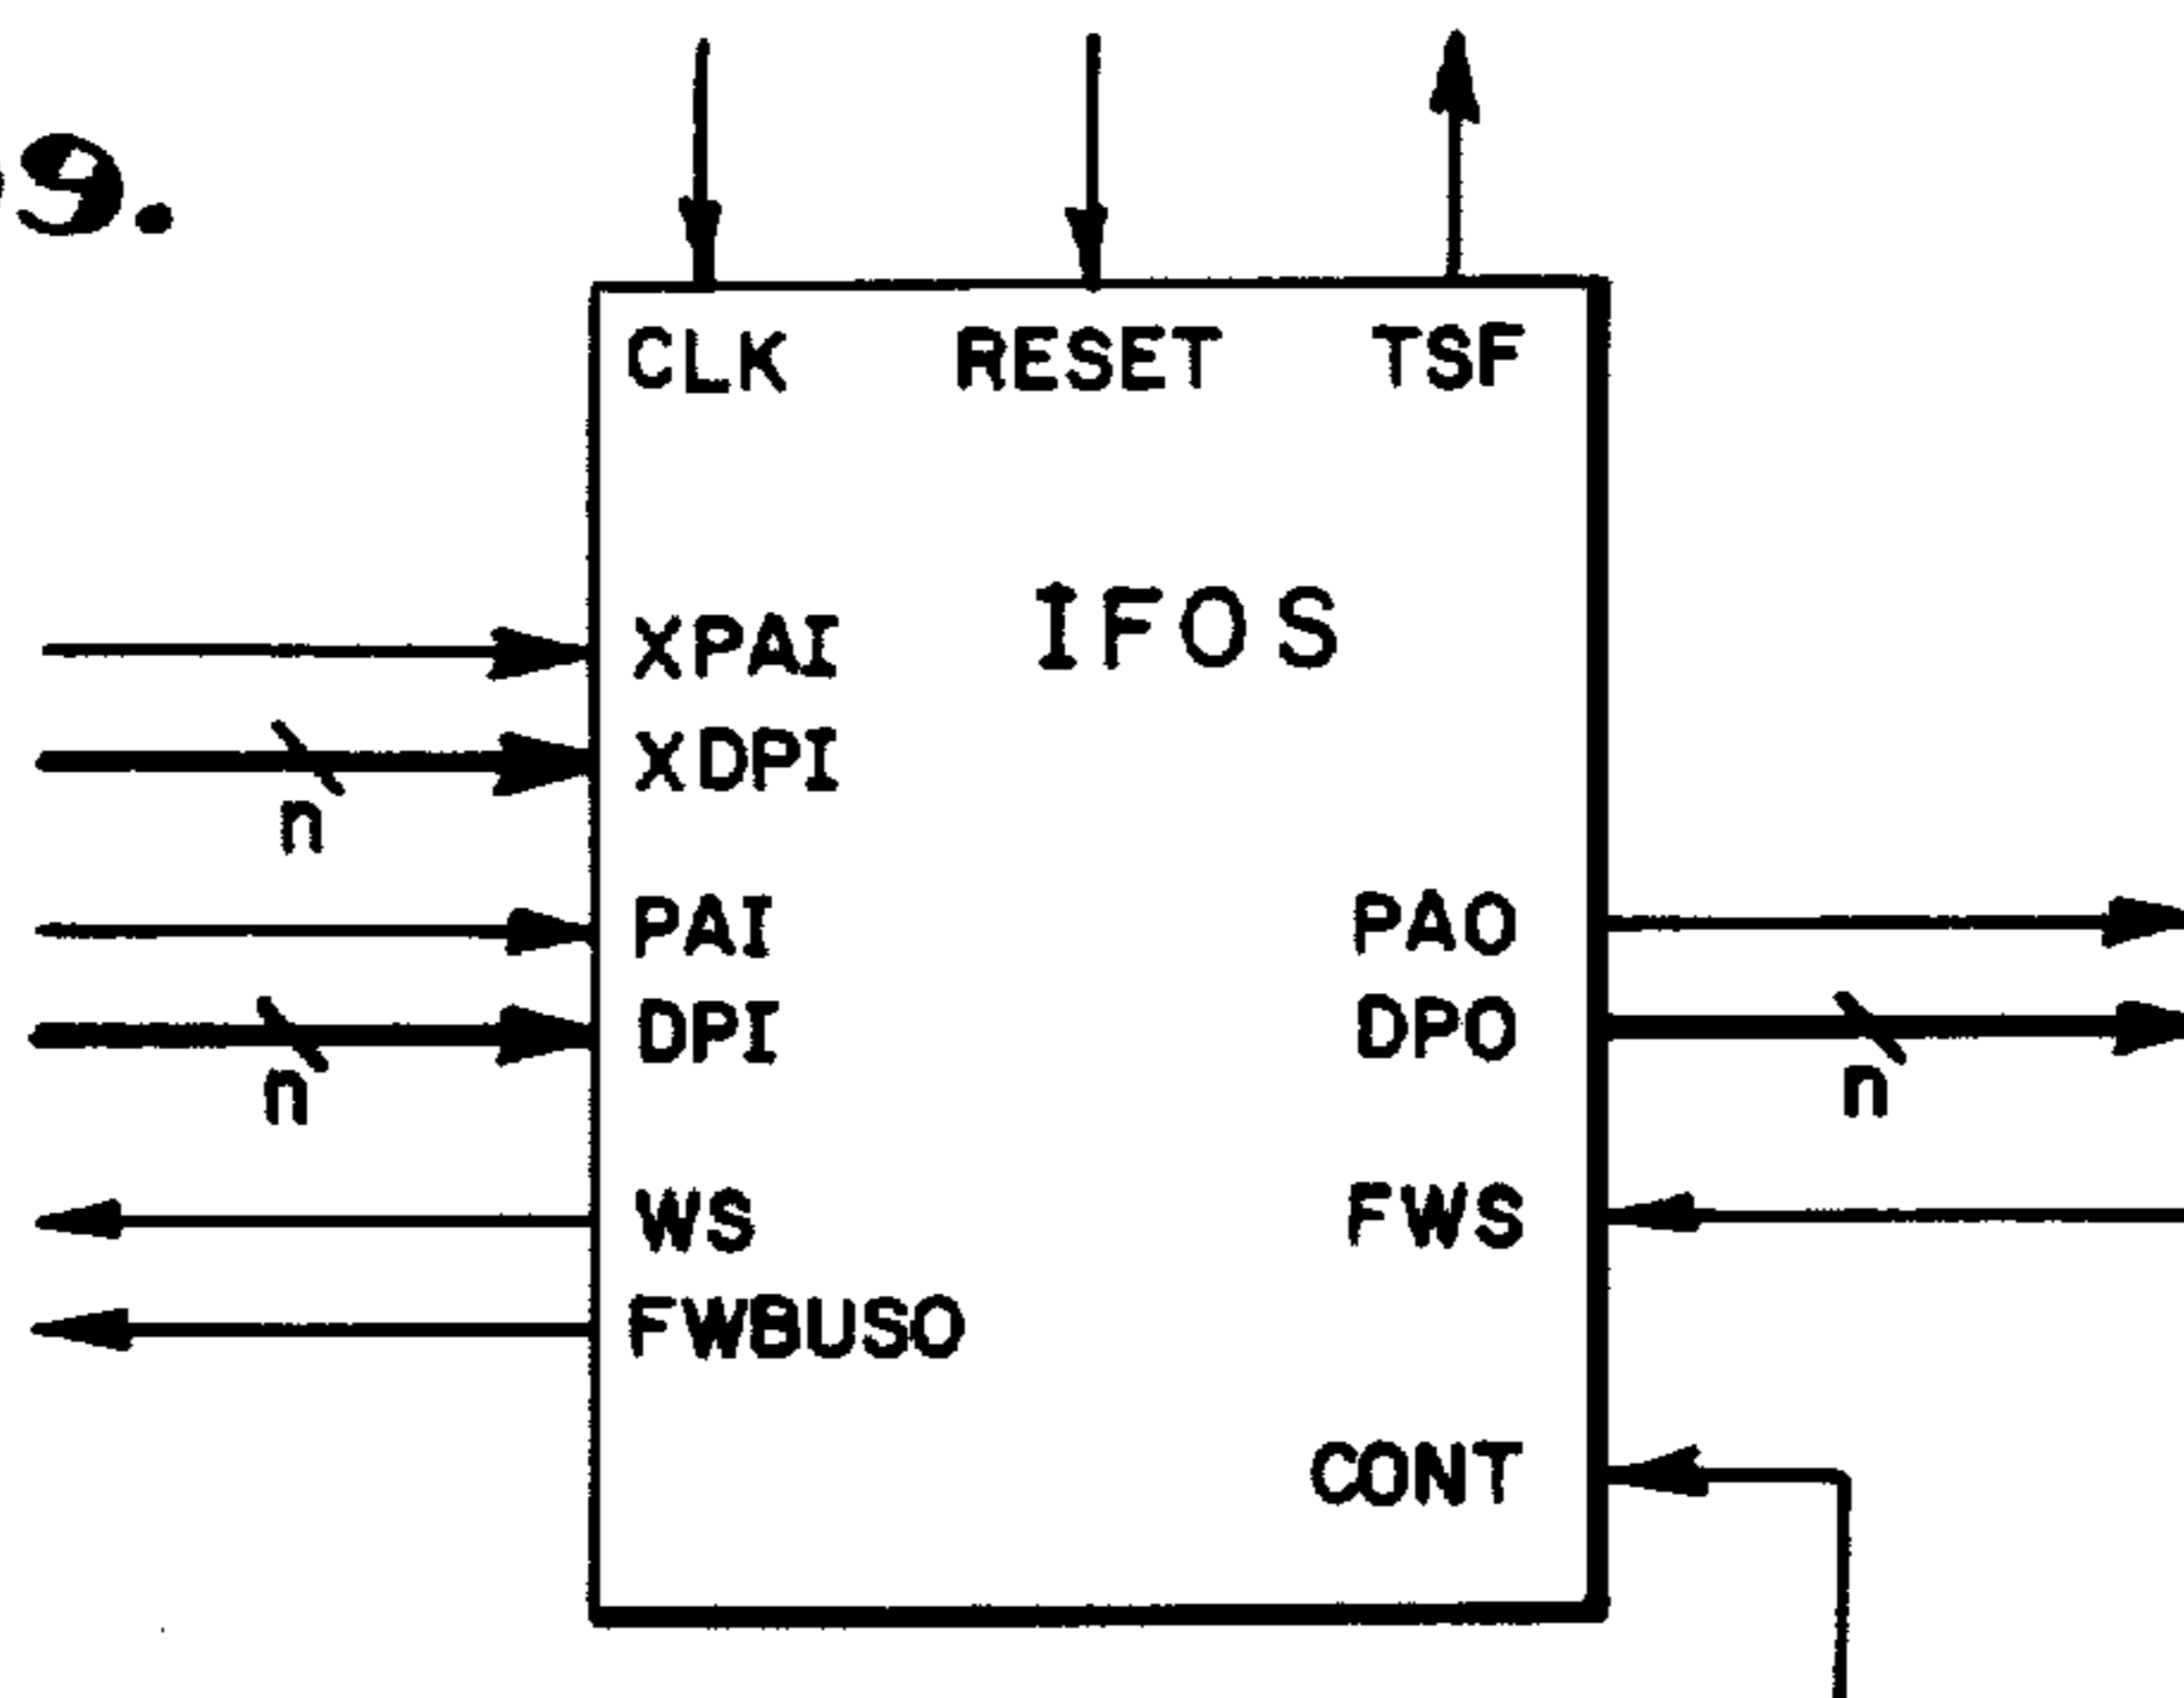 9.
CLK RESET TSF
IFOS
XPAI
XDPI
n
PAI PAO
DPI DPO
n n
WS FWS
FWBUSO
CONT